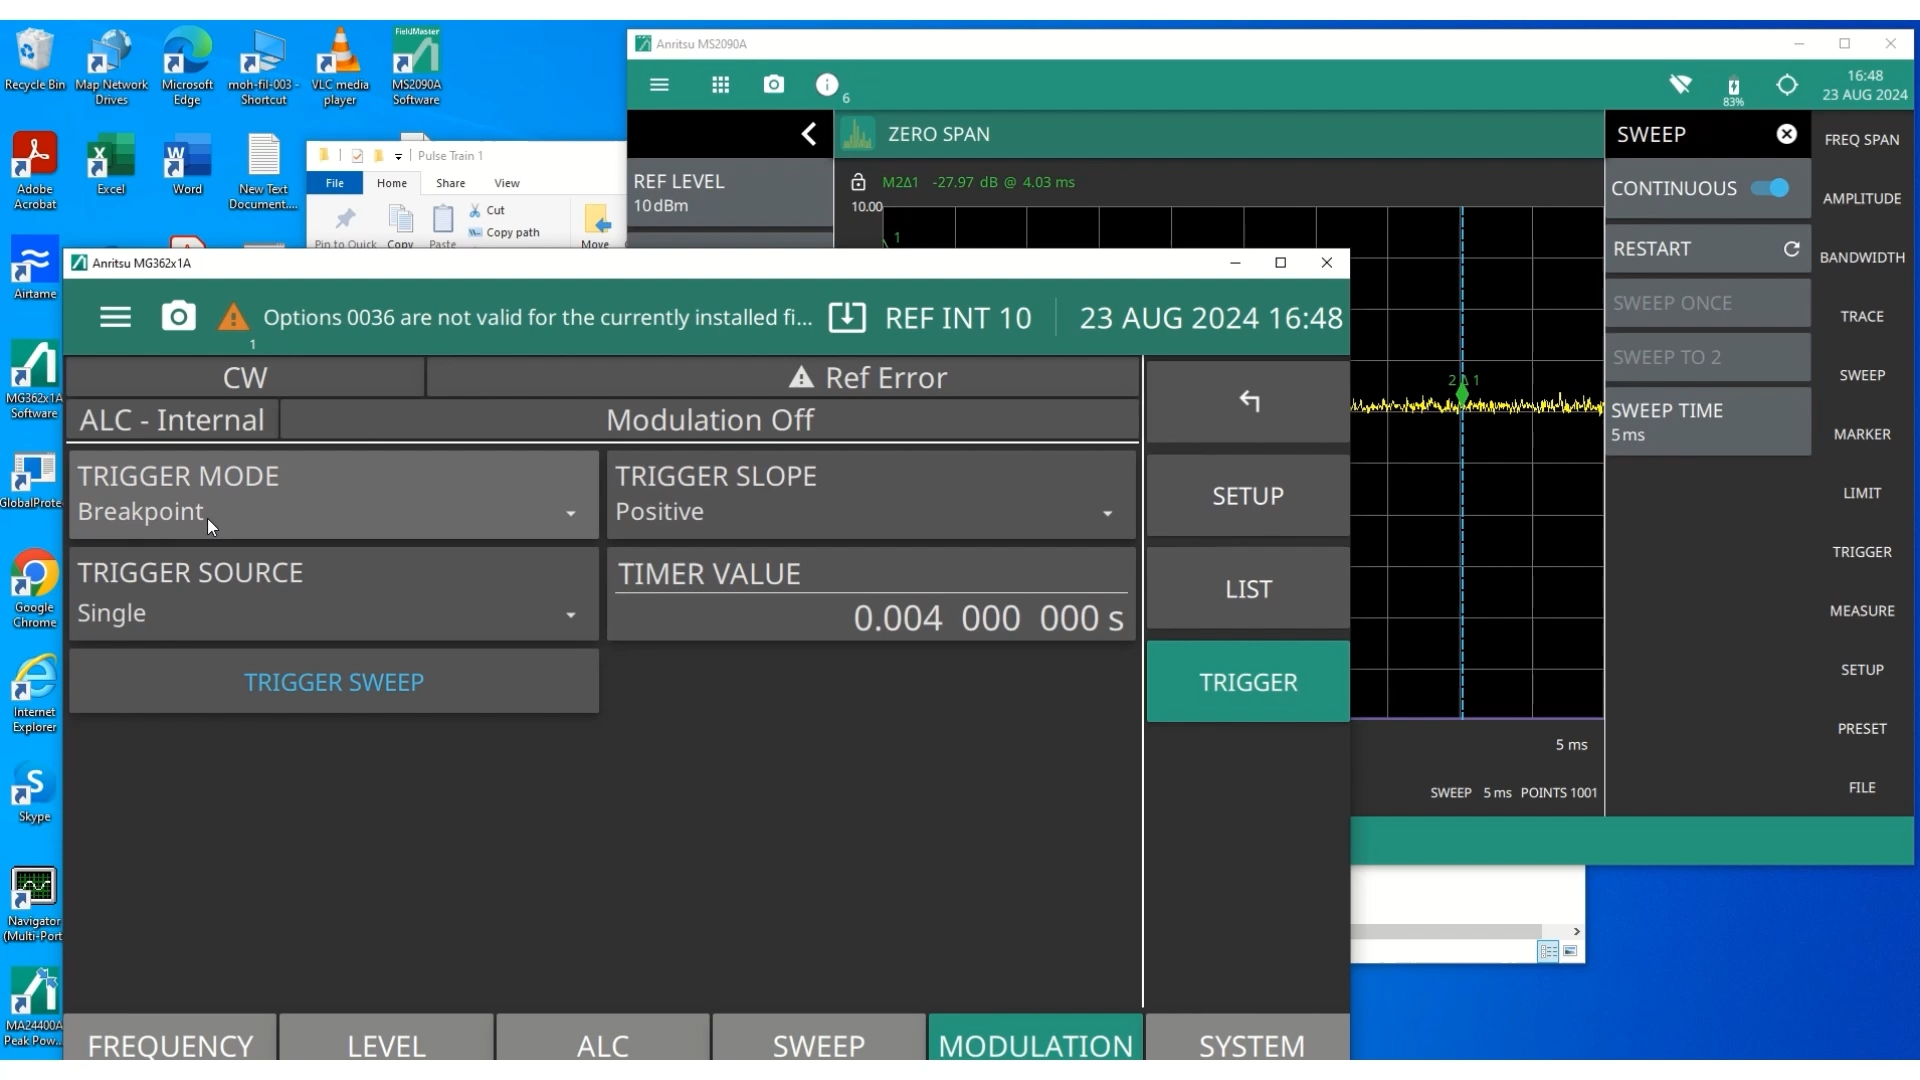 Recycle Bin
Map Network
Drives
Microsoft
Edge
moh-fil-003 -
Shortcut
VLC media
player
FieldMaster
MS2090A
Software
Adobe
Acrobat
Excel
Word
New Text
Document....
Airtame
MG362x1A
Software
GlobalProte
Google
Chrome
Internet
Explorer
Skype
Navigator
(Multi-Port
MA24400A
Peak Pow...
Pulse Train 1
File
Home
Share
View
Pin to Quick
Copy
Paste
Cut
Copy path
Move
Anritsu MS2090A
6
83%
16:48
23 AUG 2024
REF LEVEL
10 dBm
ZERO SPAN
M2Δ1 -27.97 dB @ 4.03 ms
10.00
1
2Δ1
5 ms
SWEEP 5 ms POINTS 1001
SWEEP
CONTINUOUS
RESTART
SWEEP ONCE
SWEEP TO 2
SWEEP TIME
5 ms
FREQ SPAN
AMPLITUDE
BANDWIDTH
TRACE
SWEEP
MARKER
LIMIT
TRIGGER
MEASURE
SETUP
PRESET
FILE
Anritsu MG362x1A
1
Options 0036 are not valid for the currently installed fi...
REF INT 10
23 AUG 2024 16:48
CW
Ref Error
ALC - Internal
Modulation Off
TRIGGER MODE
Breakpoint
TRIGGER SLOPE
Positive
TRIGGER SOURCE
Single
TIMER VALUE
0.004 000 000 s
TRIGGER SWEEP
SETUP
LIST
TRIGGER
FREQUENCY
LEVEL
ALC
SWEEP
MODULATION
SYSTEM